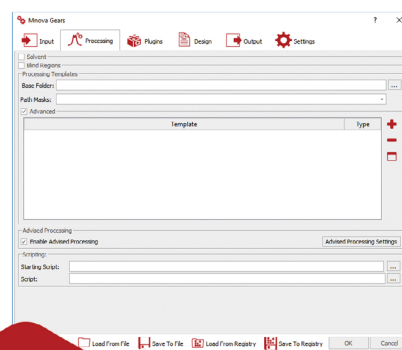 Mnova Gears
? X
Input Processing Plugins Design Output Settings
Solvent
Blind Regions
Processing Templates
Base Folder: ...
Path Masks:
Advanced
Template Type
Advised Processing
Enable Advised Processing Advised Processing Settings
Scripting:
Starting Script: ...
Script: ...
Load From File Save To File Load From Registry Save To Registry OK Cancel